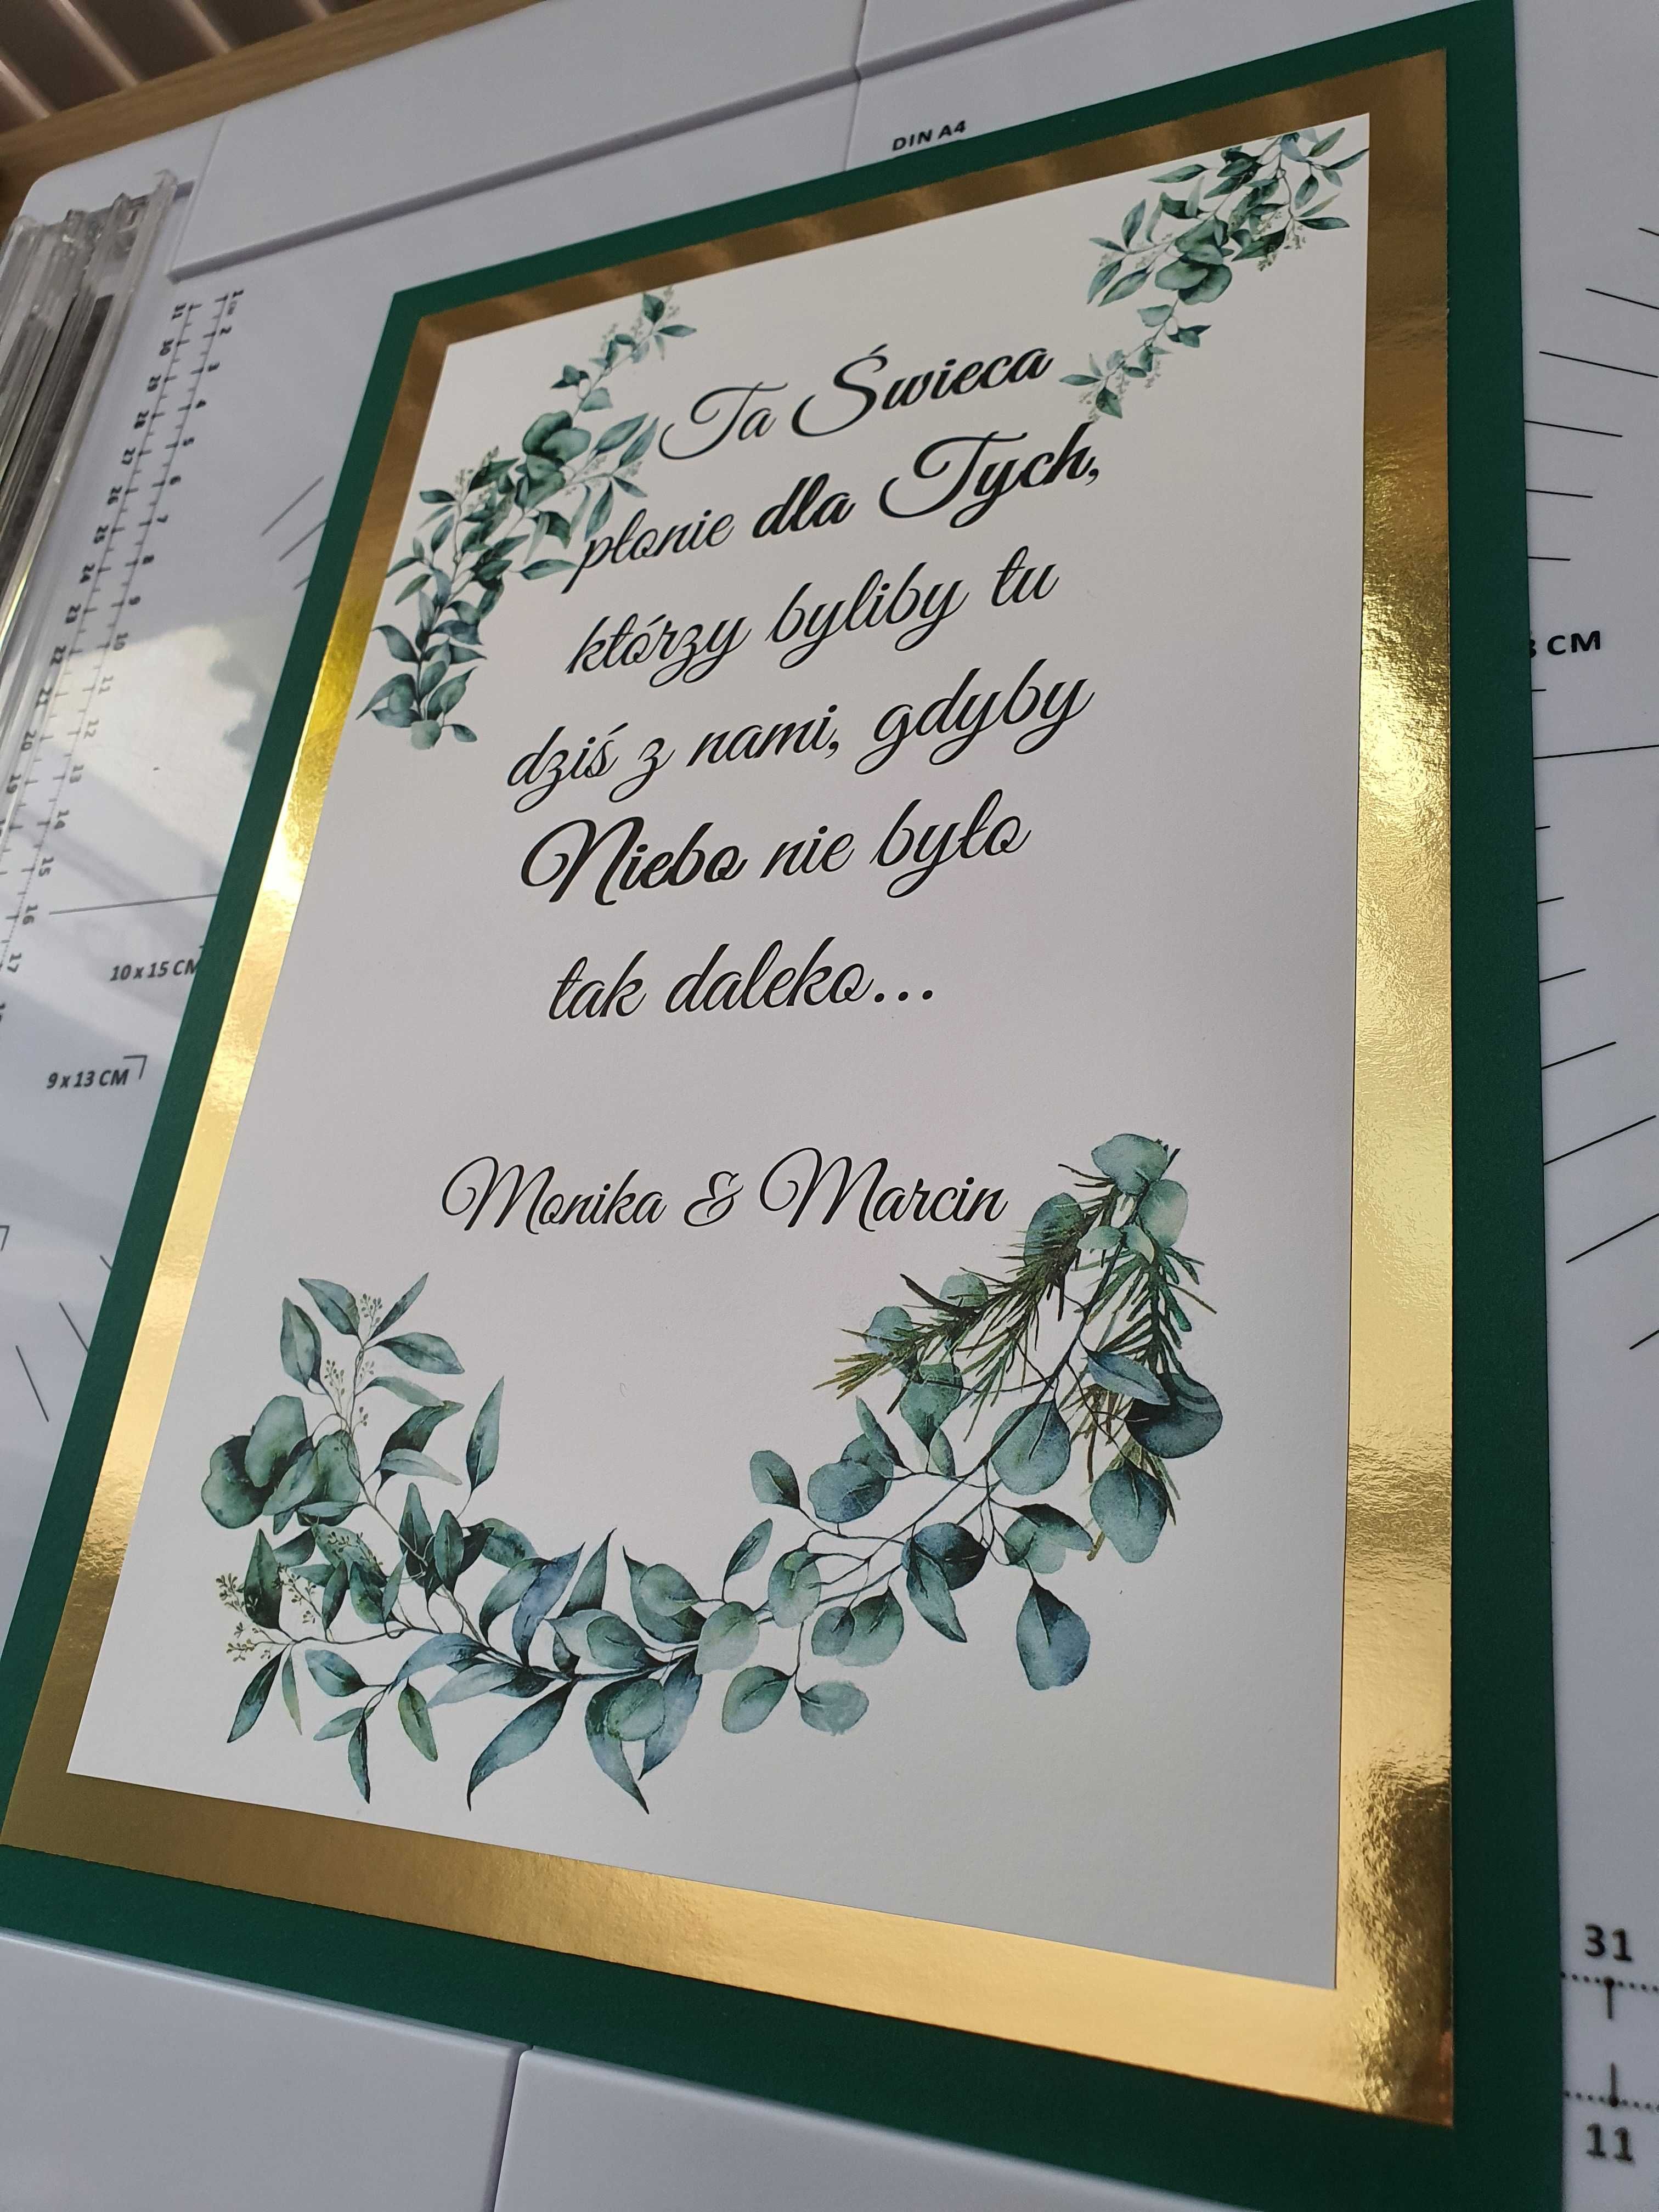 DIN A4
Ta Świeca
płonie dla Tych,
którzy byliby tu
dziś z nami, gdyby
Niebo nie było
tak daleko...
Monika & Marcin
CM
10 x 15 CM
9 x 13 CM
31
11